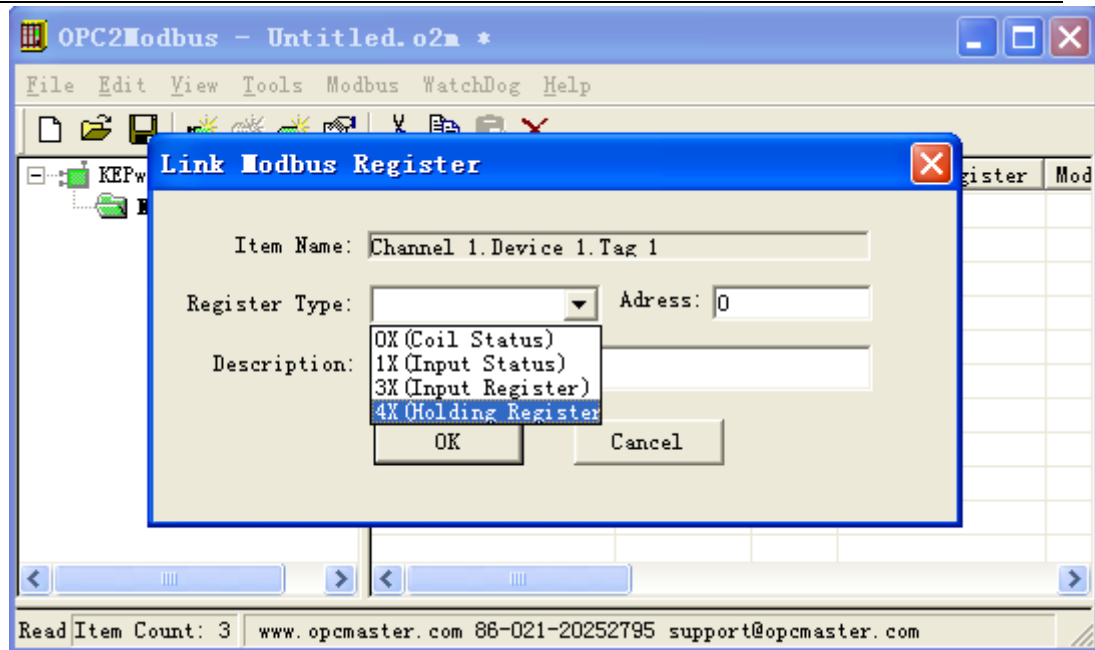 OPC2Modbus - Untitled.o2m *
File Edit View Tools Modbus WatchDog Help
Link Modbus Register
KEPw
gister Mod
Item Name: Channel 1.Device 1.Tag 1
Register Type: Adress: 0
0X(Coil Status)
Description: 1X(Input Status)
3X(Input Register)
4X(Holding Register
OK Cancel
Read Item Count: 3 www.opcmaster.com 86-021-20252795 support@opcmaster.com